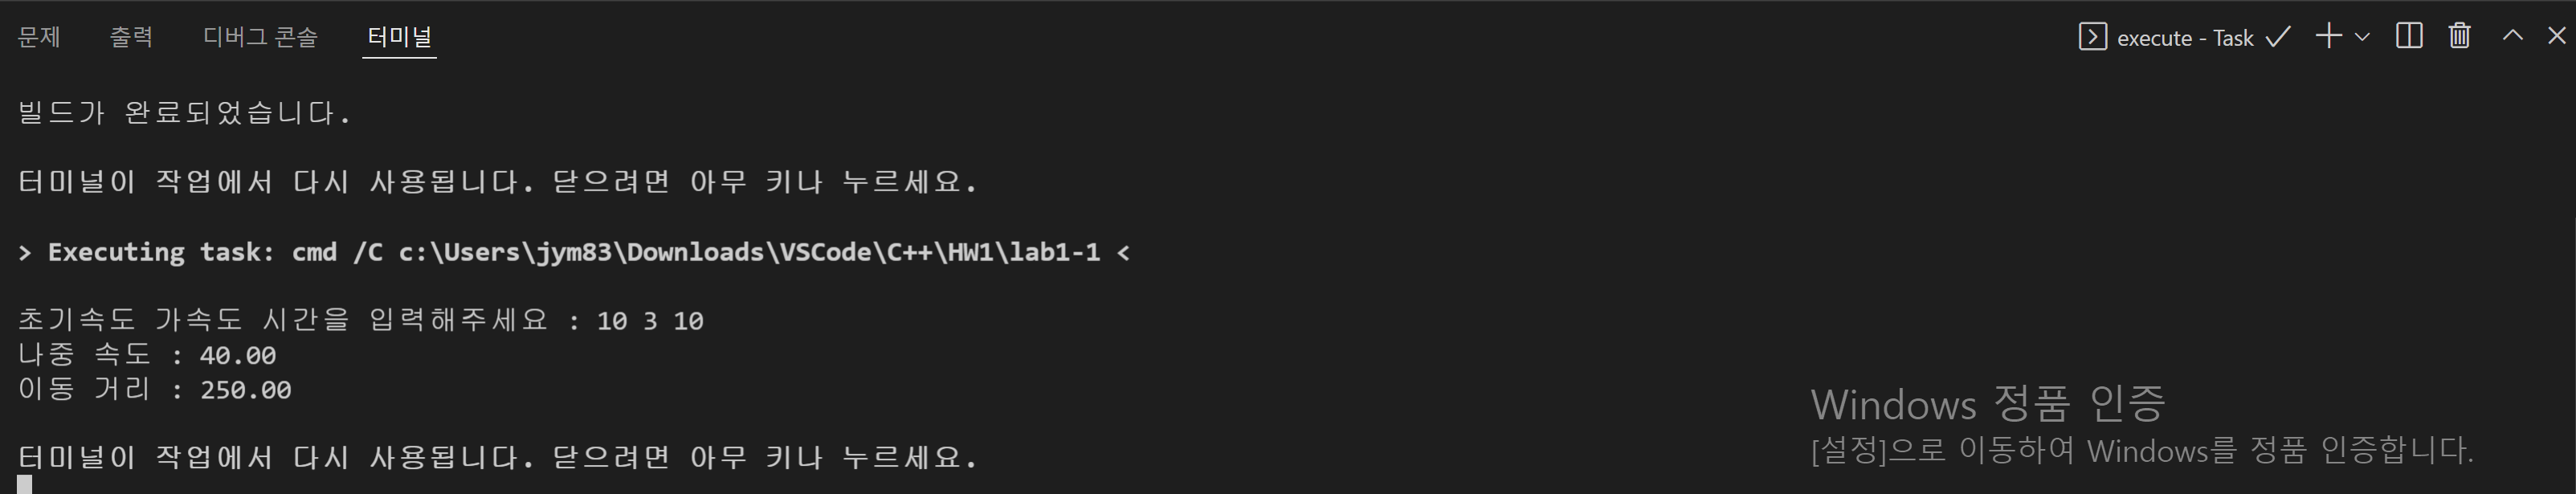 문제 출력 디버그 콘솔 터미널 execute - Task
빌드가 완료되었습니다.
터미널이 작업에서 다시 사용됩니다. 닫으려면 아무 키나 누르세요.
> Executing task: cmd /C c:\Users\jym83\Downloads\VSCode\C++\HW1\lab1-1 <
초기속도 가속도 시간을 입력해주세요 : 10 3 10
나중 속도 : 40.00
이동 거리 : 250.00
Windows 정품 인증
[설정]으로 이동하여 Windows를 정품 인증합니다.
터미널이 작업에서 다시 사용됩니다. 닫으려면 아무 키나 누르세요.